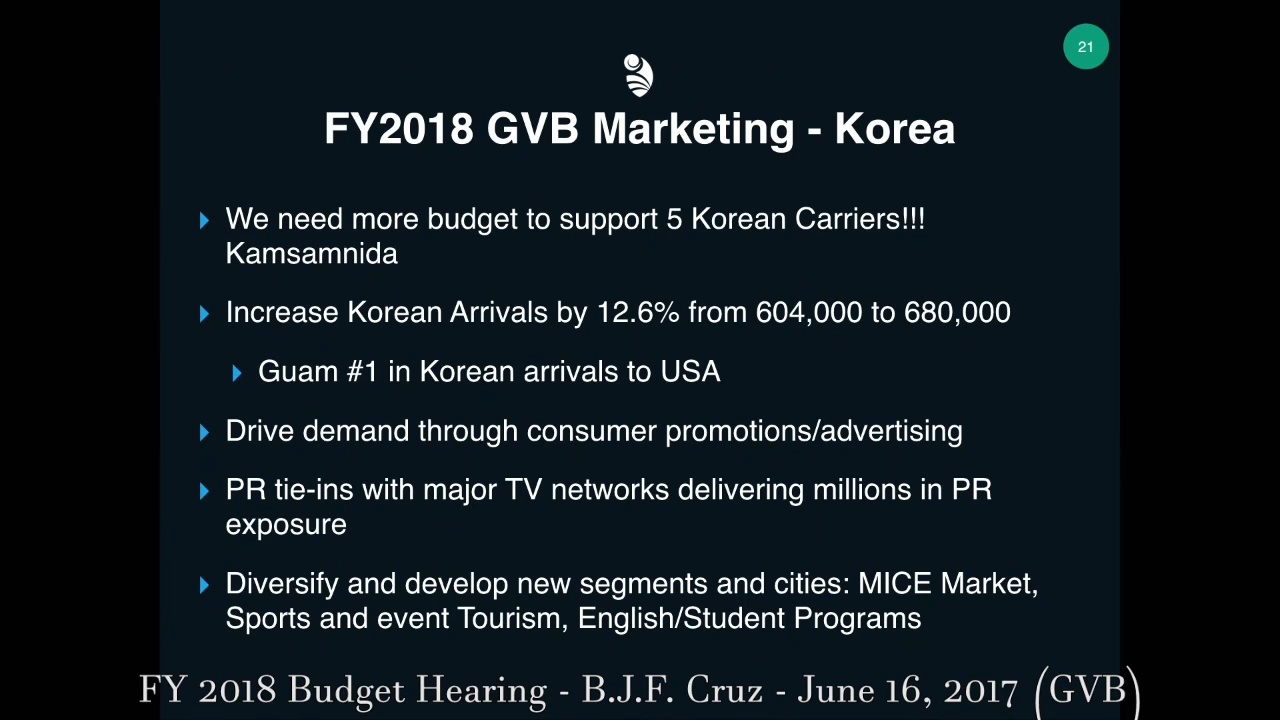 21
FY2018 GVB Marketing - Korea
We need more budget to support 5 Korean Carriers!!!
Kamsamnida
Increase Korean Arrivals by 12.6% from 604,000 to 680,000
Guam #1 in Korean arrivals to USA
Drive demand through consumer promotions/advertising
PR tie-ins with major TV networks delivering millions in PR
exposure
Diversify and develop new segments and cities: MICE Market,
Sports and event Tourism, English/Student Programs
FY 2018 Budget Hearing - B.J.F. Cruz - June 16, 2017 (GVB)